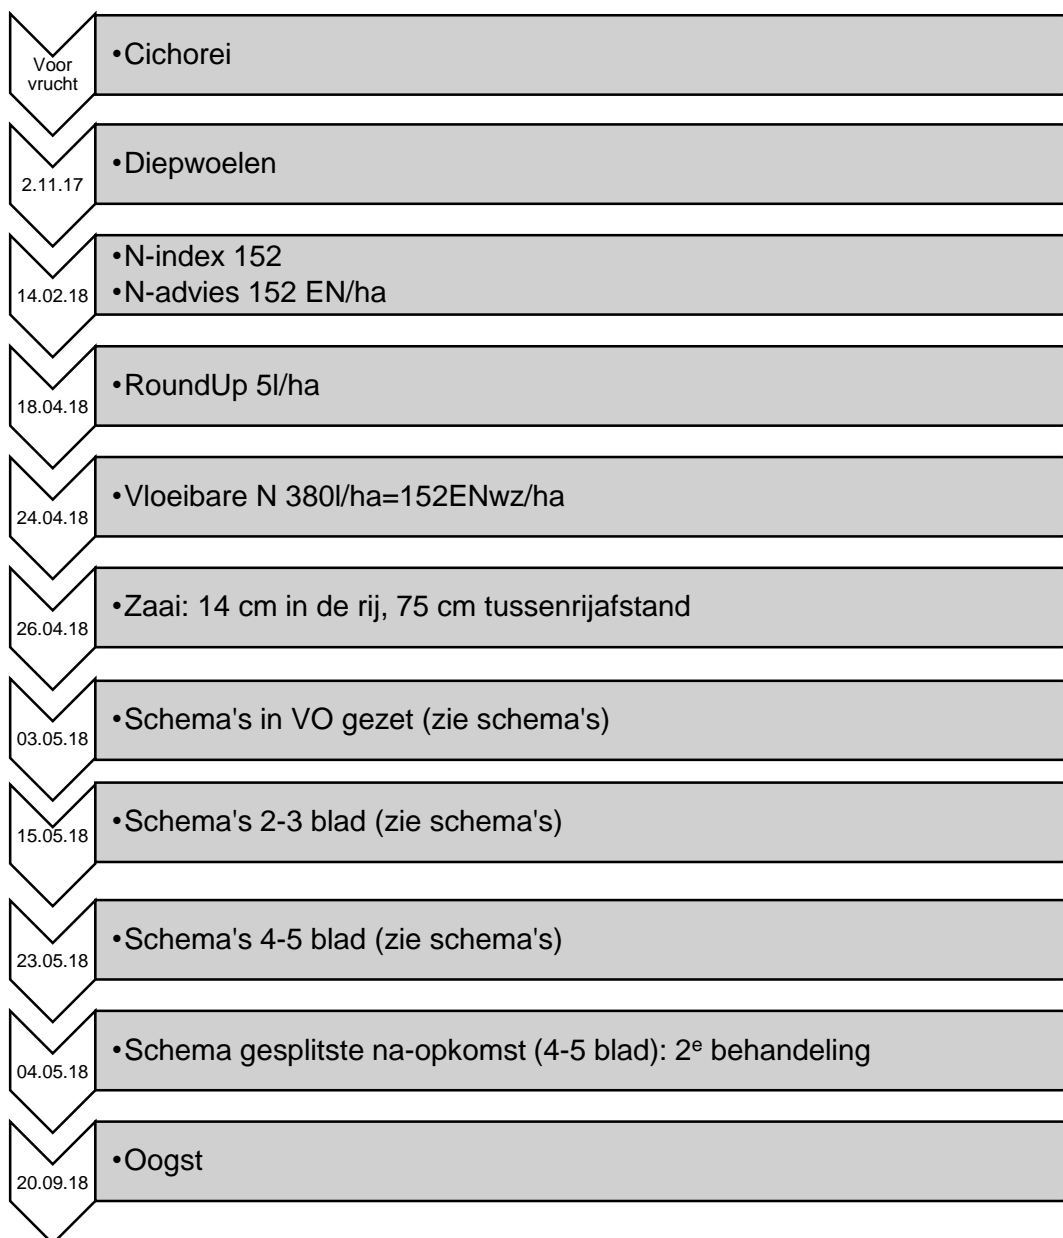 Voor
vrucht
•Cichorei
2.11.17
•Diepwoelen
14.02.18
•N-index 152
•N-advies 152 EN/ha
18.04.18
•RoundUp 5l/ha
24.04.18
•Vloeibare N 380l/ha=152ENwz/ha
26.04.18
•Zaai: 14 cm in de rij, 75 cm tussenrijafstand
03.05.18
•Schema's in VO gezet (zie schema's)
15.05.18
•Schema's 2-3 blad (zie schema's)
23.05.18
•Schema's 4-5 blad (zie schema's)
04.05.18
•Schema gesplitste na-opkomst (4-5 blad): 2ᵉ behandeling
20.09.18
•Oogst